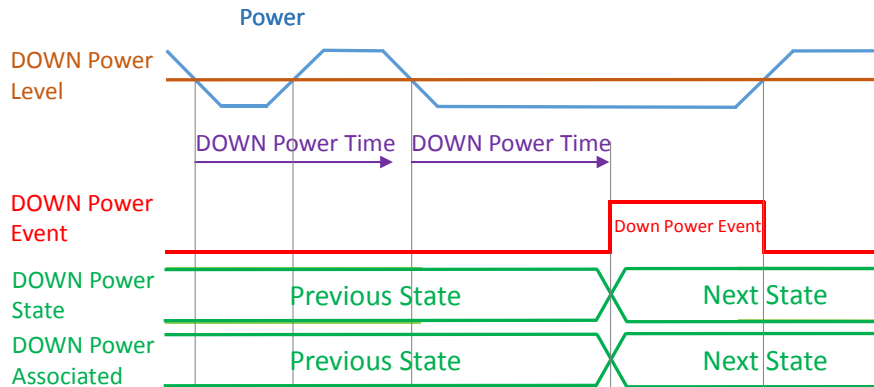 Power
DOWN Power
Level
DOWN Power Time
DOWN Power Time
DOWN Power
Event
Down Power Event
DOWN Power
State
Previous State
Next State
DOWN Power
Associated
Previous State
Next State